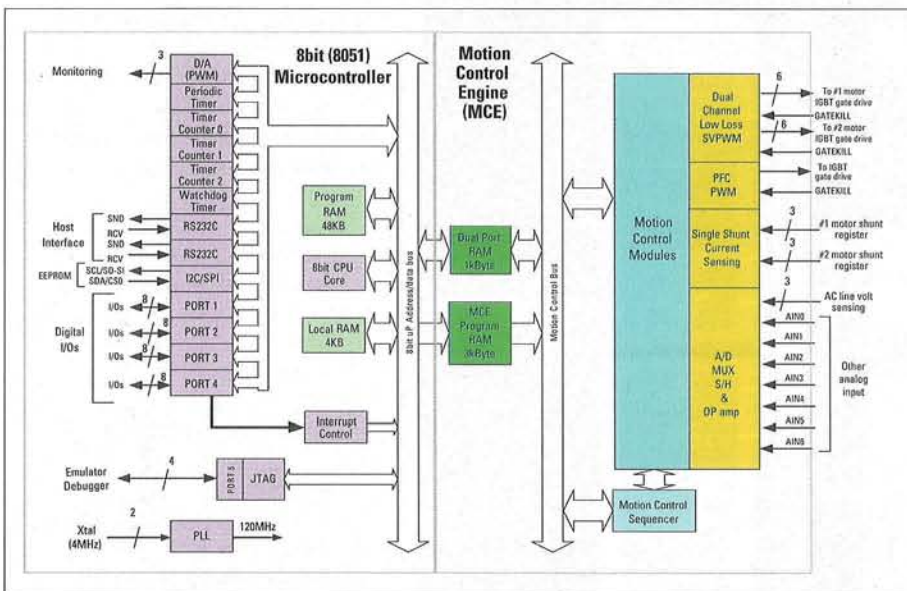 8bit (8051)
Microcontroller
Motion
Control
Engine
(MCE)
Monitoring
3
D/A
(PWM)
Periodic
Timer
Timer
Counter 0
Timer
Counter 1
Timer
Counter 2
Watchdog
Timer
Host
Interface
SND
RCV
SND
RCV
RS232C
RS232C
EEPROM
SCL/SO-SI
SDA/CS0
I2C/SPI
Digital
I/Os
I/Os
8
PORT 1
I/Os
8
PORT 2
I/Os
8
PORT 3
I/Os
8
PORT 4
Program
RAM
48KB
8bit CPU
Core
Local RAM
4KB
Interrupt
Control
Emulator
Debugger
4
PORT 5
JTAG
Xtal
(4MHz)
2
PLL
120MHz
8bit uP Address/data bus
Dual Port
RAM
1kByte
MCE
Program
RAM
3kByte
Motion Control Bus
Motion
Control
Modules
Motion Control
Sequencer
Dual
Channel
Low Loss
SVPWM
PFC
PWM
Single Shunt
Current
Sensing
A/D
MUX
S/H
&
OP amp
6
To #1 motor
IGBT gate drive
GATEKILL
6
To #2 motor
IGBT gate drive
GATEKILL
To IGBT
gate drive
GATEKILL
3
#1 motor shunt
register
3
#2 motor shunt
register
3
AC line volt
sensing
AIN0
AIN1
AIN2
AIN3
AIN4
AIN5
AIN6
Other
analog
input